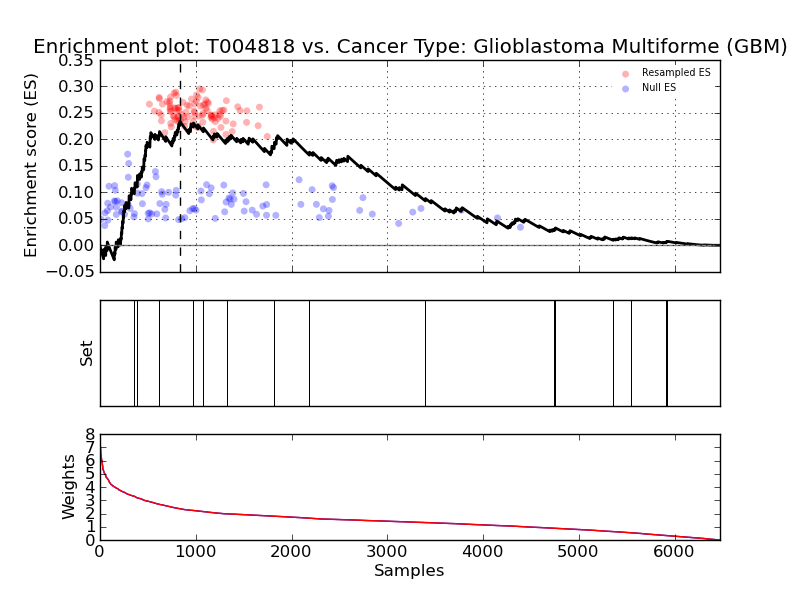 Enrichment plot: T004818 vs. Cancer Type: Glioblastoma Multiforme (GBM)
Enrichment score (ES)
0.35
0.30
0.25
0.20
0.15
0.10
0.05
0.00
−0.05
Resampled ES
Null ES
Set
Weights
8
7
6
5
4
3
2
1
0
0 1000 2000 3000 4000 5000 6000
Samples